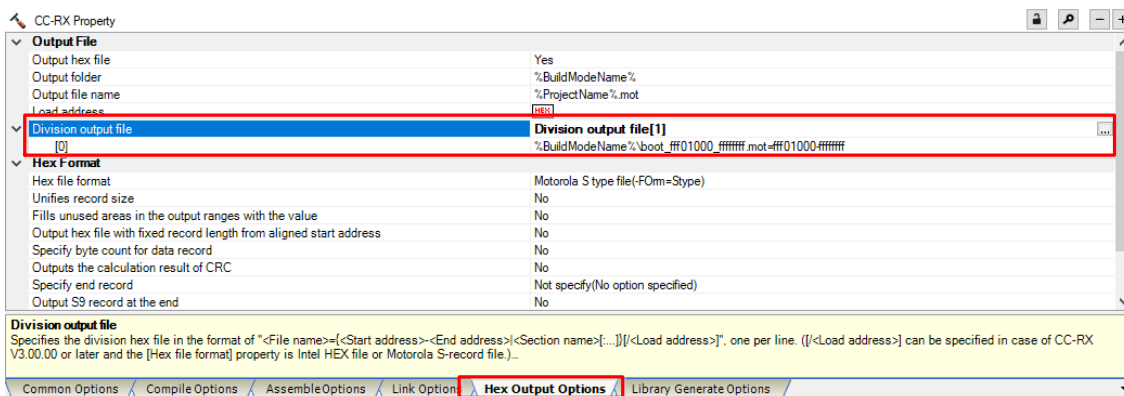 CC-RX Property
Output File
Output hex file Yes
Output folder %BuildModeName%
Output file name %ProjectName%.mot
Load address HEX
Division output file Division output file[1] ...
[0] %BuildModeName%\boot_fff01000_ffffffff.mot=fff01000-ffffffff
Hex Format
Hex file format Motorola S type file(-FOrm=Stype)
Unifies record size No
Fills unused areas in the output ranges with the value No
Output hex file with fixed record length from aligned start address No
Specify byte count for data record No
Outputs the calculation result of CRC No
Specify end record Not specify(No option specified)
Output S9 record at the end No
Division output file
Specifies the division hex file in the format of "<File name>={<Start address>-<End address>|<Section name>[:...]}[/<Load address>]", one per line. ([/<Load address>] can be specified in case of CC-RX
V3.00.00 or later and the [Hex file format] property is Intel HEX file or Motorola S-record file.)...
Common Options Compile Options Assemble Options Link Option Hex Output Options Library Generate Options